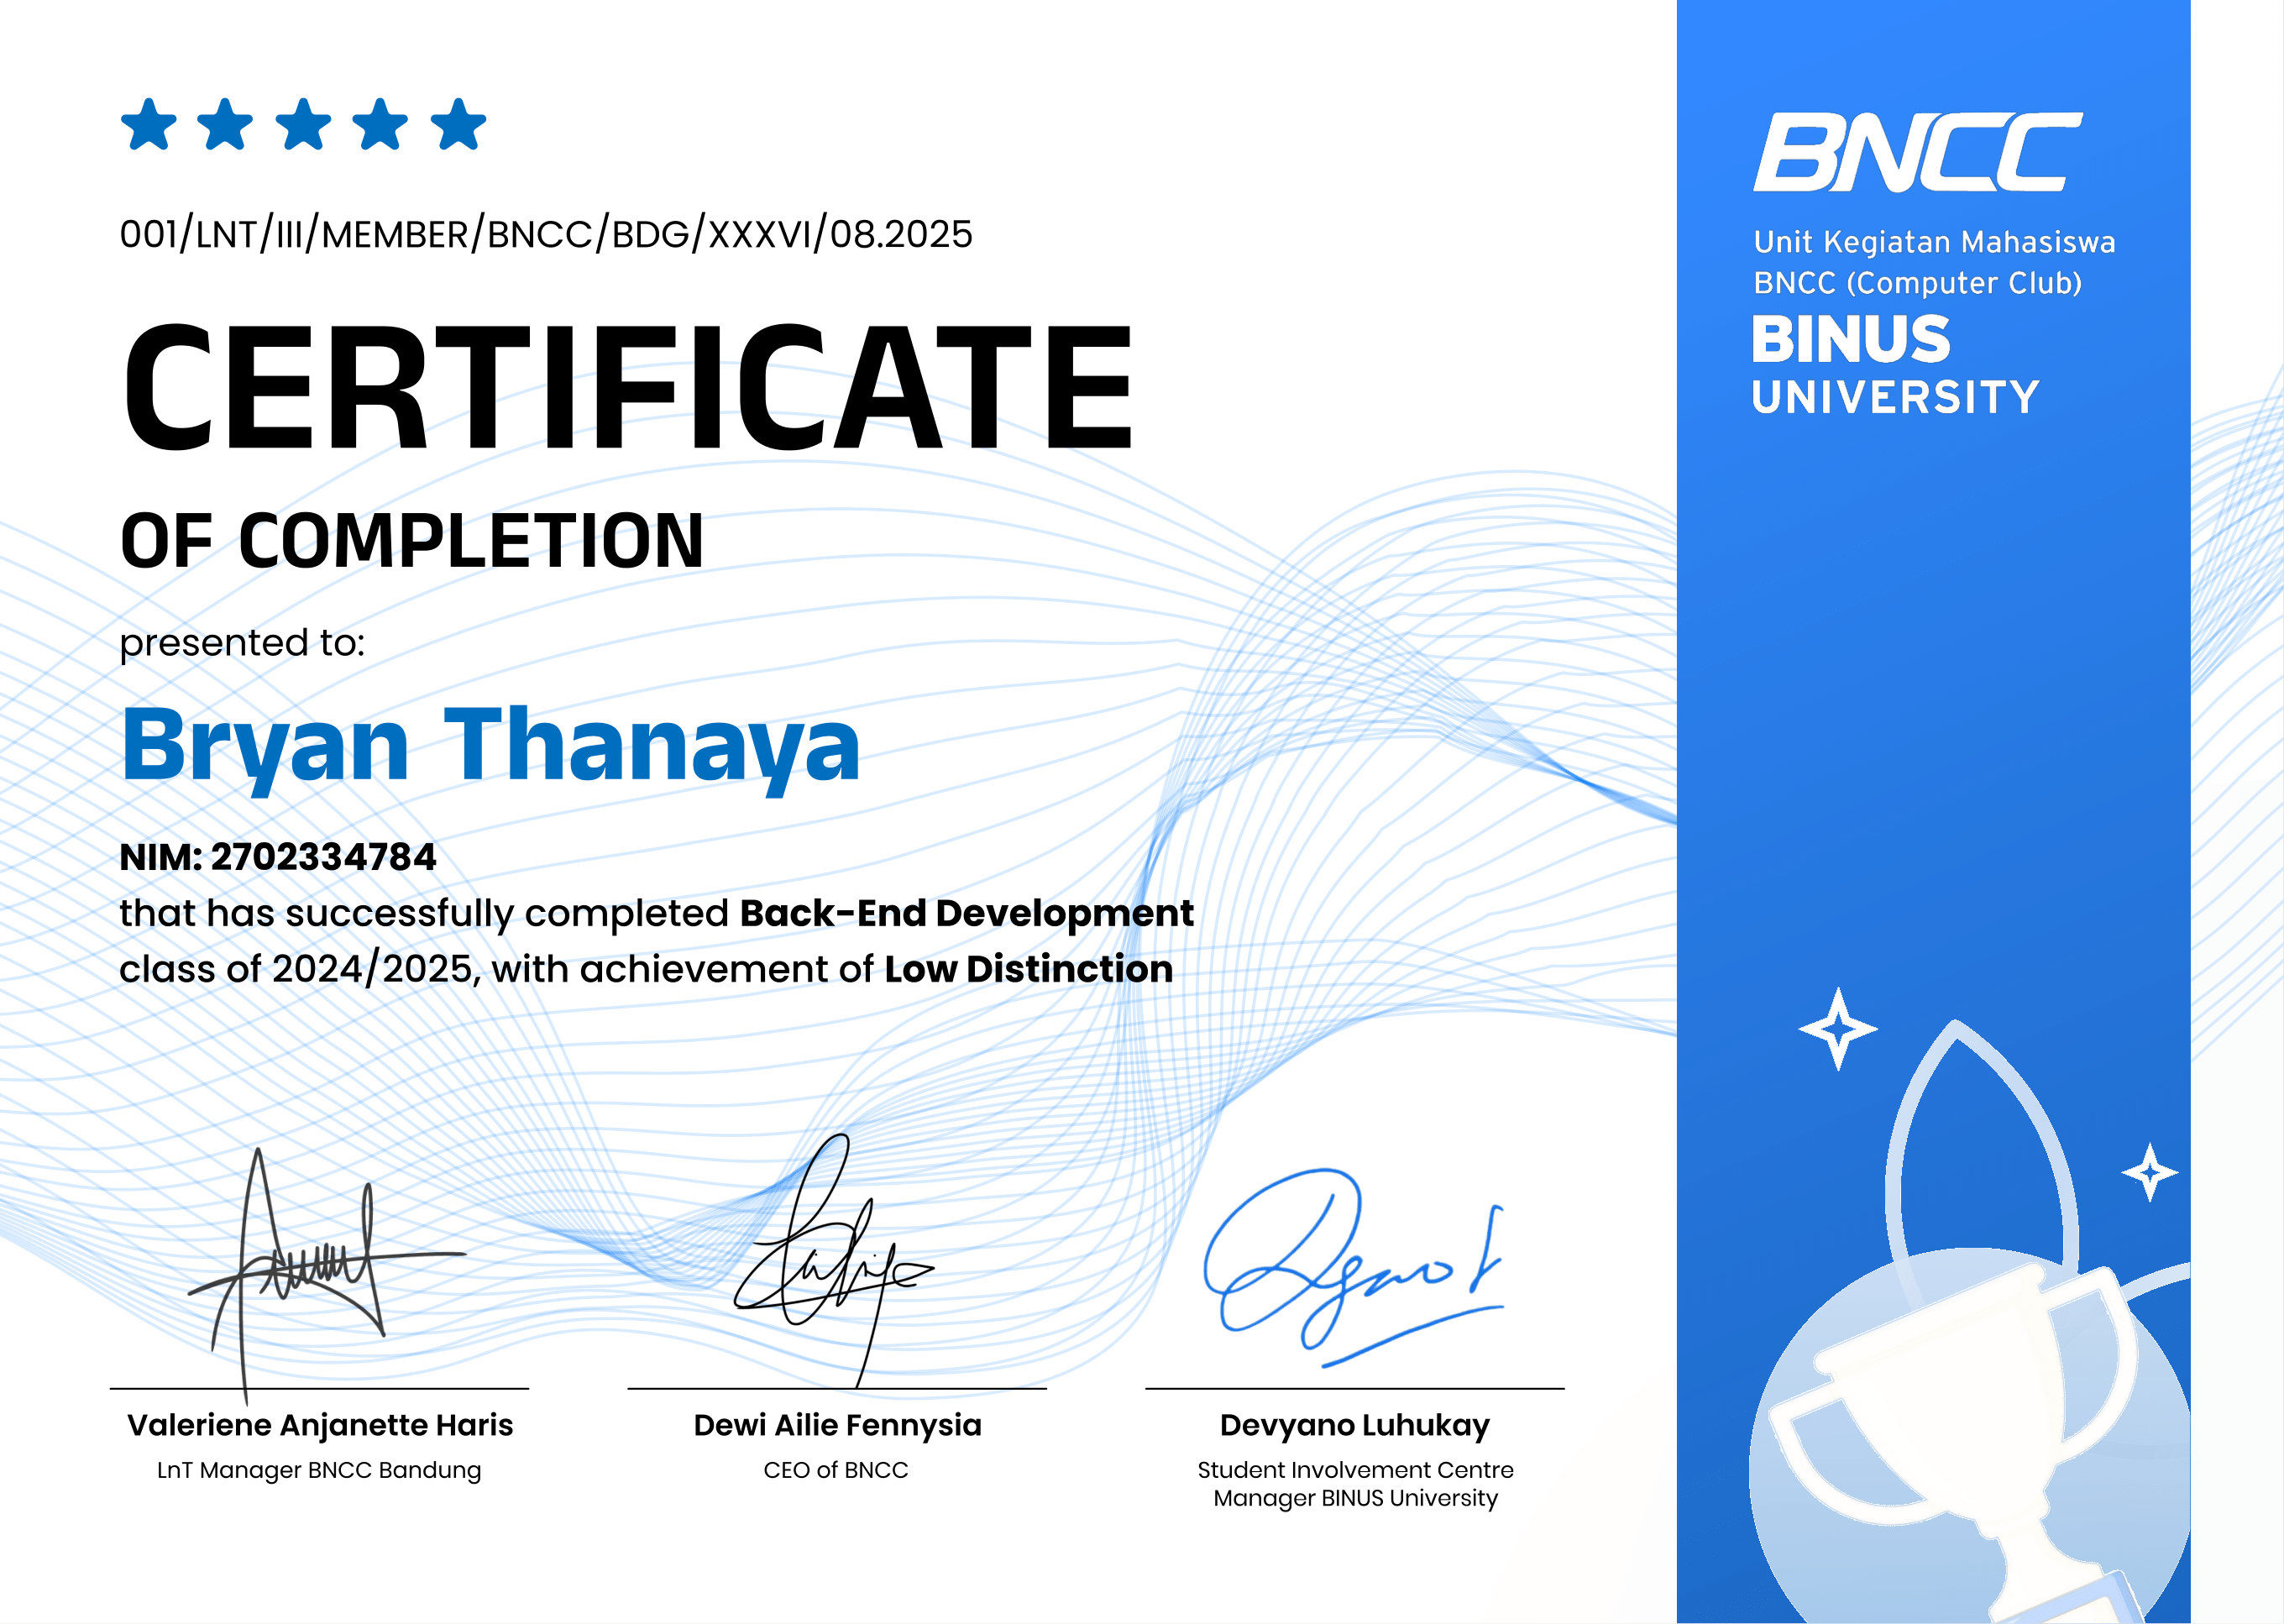 001/LNT/III/MEMBER/BNCC/BDG/XXXVI/08.2025
CERTIFICATE
OF COMPLETION
presented to:
Bryan Thanaya
NIM: 2702334784
that has successfully completed Back-End Development
class of 2024/2025, with achievement of Low Distinction
Valeriene Anjanette Haris
LnT Manager BNCC Bandung
Dewi Ailie Fennysia
CEO of BNCC
Devyano Luhukay
Student Involvement Centre
Manager BINUS University
BNCC
Unit Kegiatan Mahasiswa
BNCC (Computer Club)
BINUS
UNIVERSITY